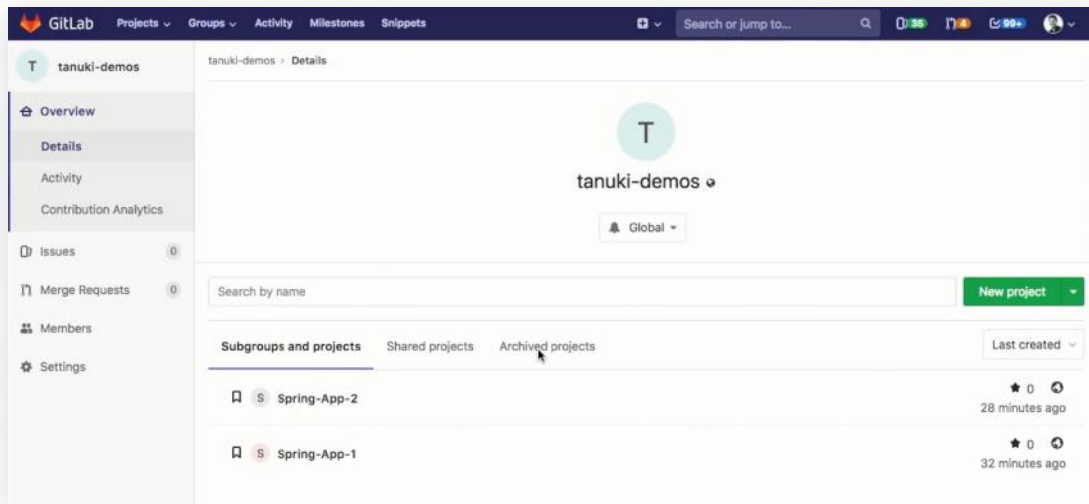 GitLab Projects Groups Activity Milestones Snippets Search or jump to... 35 4 99+
T tanuki-demos
tanuki-demos > Details
Overview
Details
Activity
Contribution Analytics
Issues 0
Merge Requests 0
Members
Settings
T
tanuki-demos
Global
Search by name New project
Subgroups and projects Shared projects Archived projects Last created
S Spring-App-2 0
28 minutes ago
S Spring-App-1 0
32 minutes ago